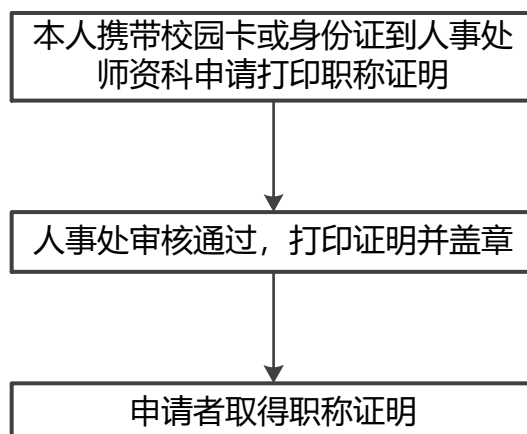 本人携带校园卡或身份证到人事处
师资科申请打印职称证明
人事处审核通过，打印证明并盖章
申请者取得职称证明